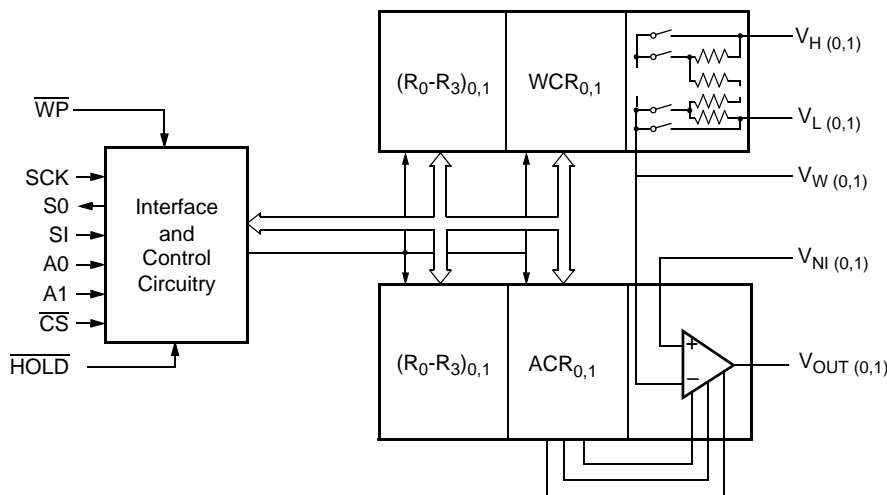 (R0-R3)0,1
WCR0,1
VH (0,1)
VL (0,1)
VW (0,1)
WP
SCK
S0
SI
A0
A1
CS
HOLD
Interface
and
Control
Circuitry
VNI (0,1)
(R0-R3)0,1
ACR0,1
+
−
VOUT (0,1)